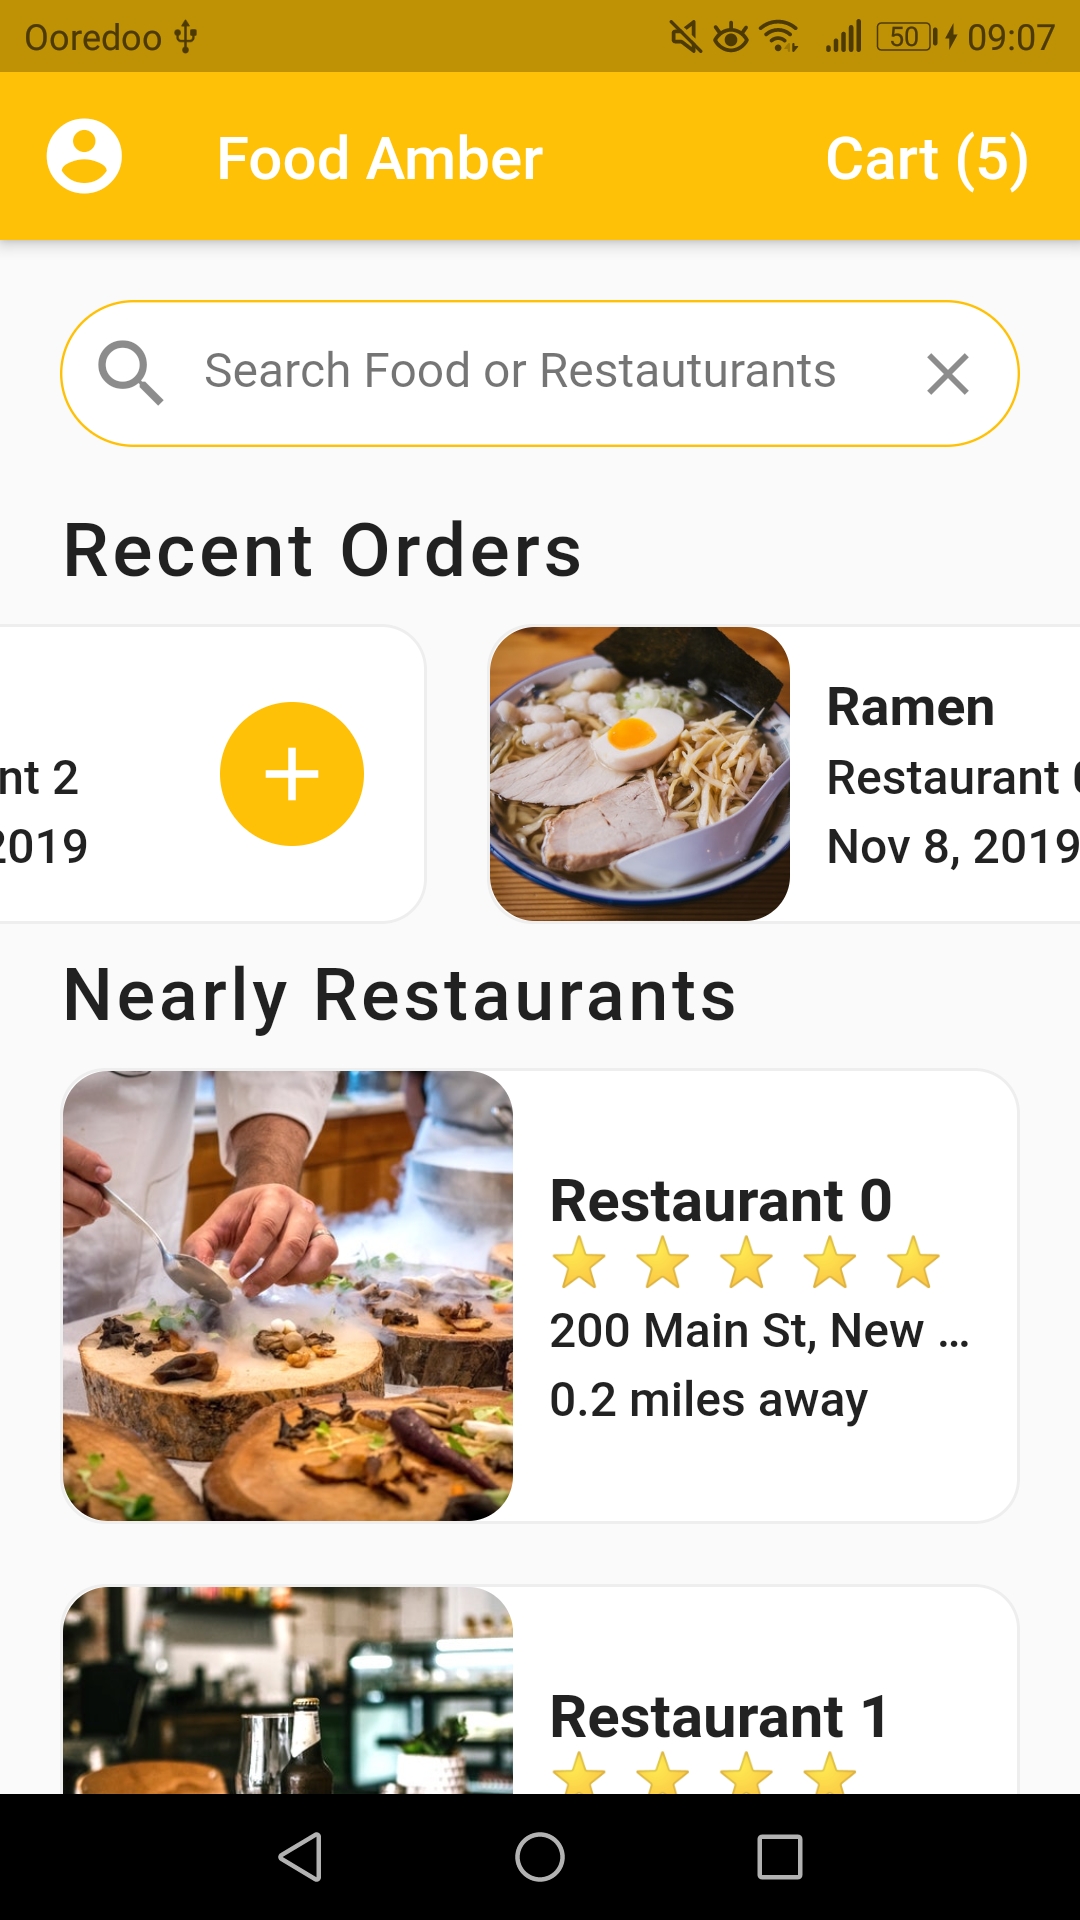 Ooredoo 50 09:07
Food Amber Cart (5)
Search Food or Restauturants
Recent Orders
Ramen
nt 2 Restaurant
2019 Nov 8, 2019
Nearly Restaurants
Restaurant 0
200 Main St, New ...
0.2 miles away
Restaurant 1